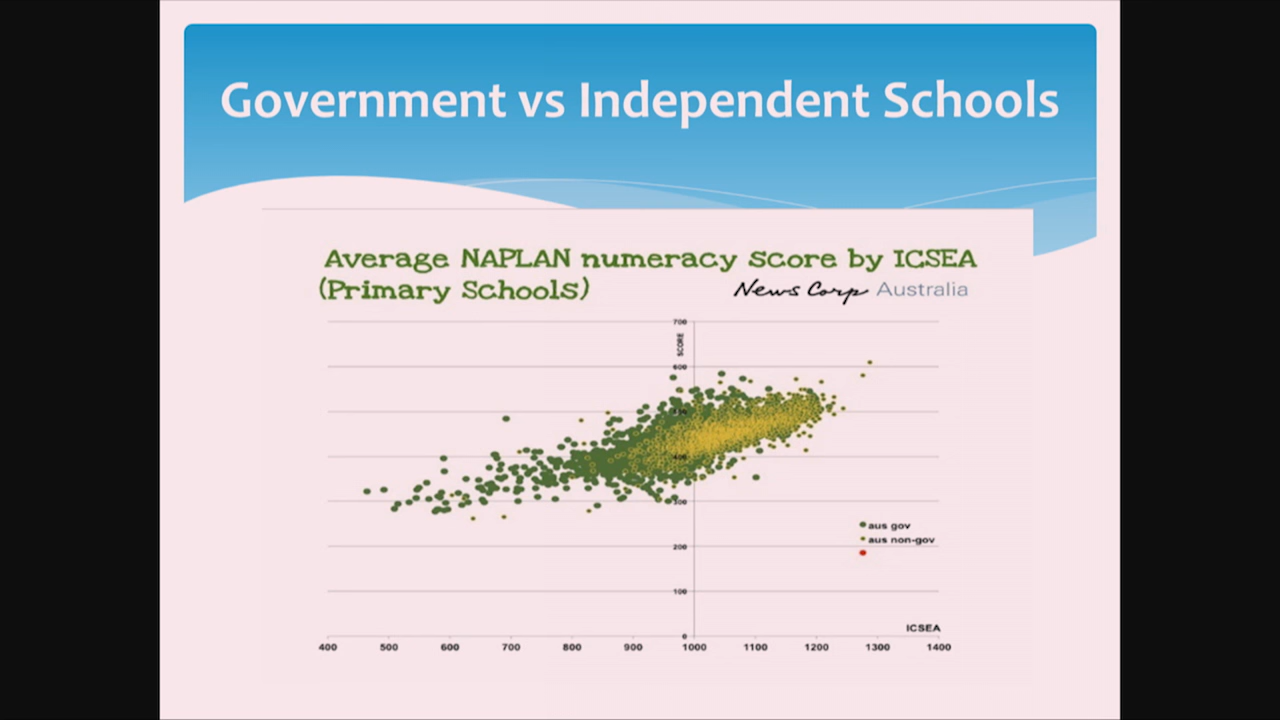 Government vs Independent Schools
Average NAPLAN numeracy score by ICSEA
(Primary Schools)
News Corp Australia
700
SCORE
600
500
400
300
200
100
0
aus gov
aus non-gov
ICSEA
400 500 600 700 800 900 1000 1100 1200 1300 1400